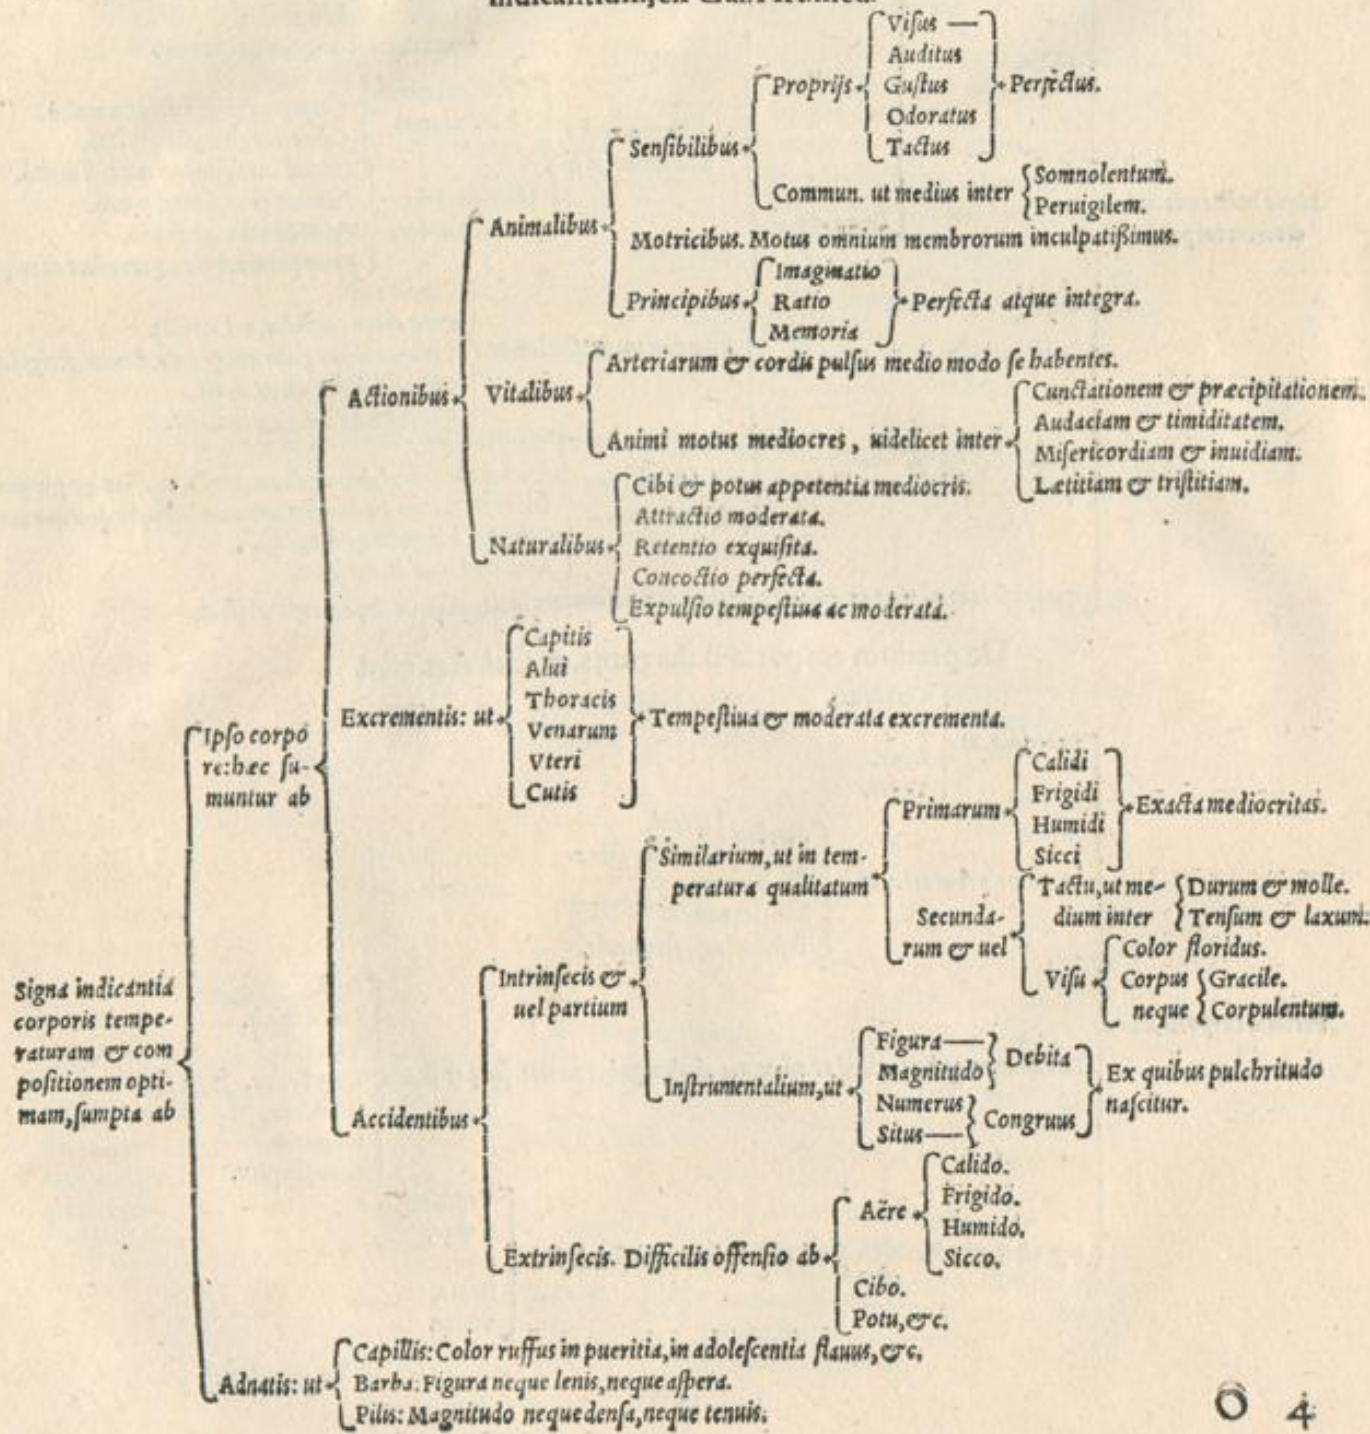 Viſus —
Auditus
Proprijs Guſtus Perfectus.
Odoratus
Senſibilibus Tactus
Commun. ut medius inter Somnolentum.
Peruigilem.
Animalibus Motricibus. Motus omnium membrorum inculpatißimus.
Imaginatio
Principibus Ratio Perfecta atque integra.
Memoria
Actionibus Vitalibus Arteriarum & cordis pulſus medio modo ſe habentes.
Animi motus mediocres, uidelicet inter Cunctationem & præcipitationem.
Audaciam & timiditatem.
Miſericordiam & inuidiam.
Lætitiam & triſtitiam.
Naturalibus Cibi & potus appetentia mediocris.
Attractio moderata.
Retentio exquiſita.
Concoctio perfecta.
Expulſio tempeſtiua ac moderata.
Capitis
Alui
Excrementis: ut Thoracis Tempeſtiua & moderata excrementa.
Venarum
Vteri
Cutis
Ipſo corpo
re: hæc ſu-
muntur ab
Primarum Calidi
Frigidi Exacta mediocritas.
Humidi
Sicci
Similarium, ut in tem-
peratura qualitatum
Secunda-
rum & uel
Tactu, ut me-
dium inter
Durum & molle.
Tenſum & laxum.
Viſu Color floridus.
Corpus Gracile.
neque Corpulentum.
Intrinſecis &
uel partium
Signa indicantia
corporis tempe-
raturam & com
poſitionem opti-
mam, ſumpta ab
Accidentibus Inſtrumentalium, ut Figura —
Magnitudo Debita
Numerus
Situs — Congruus
Ex quibus pulchritudo
naſcitur.
Extrinſecis. Difficilis offenſio ab Aëre Calido.
Frigido.
Humido.
Sicco.
Cibo.
Potu, &c.
Adnatis: ut Capillis: Color ruffus in pueritia, in adoleſcentia flauus, &c.
Barba: Figura neque lenis, neque aſpera.
Pilis: Magnitudo neque denſa, neque tenuis.
O 4